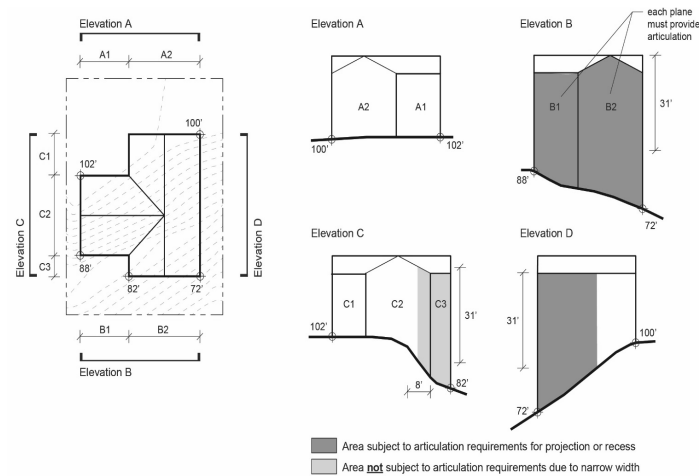 Elevation A
A1
A2
100'
C1
102'
Elevation C
C2
Elevation D
88'
C3
82'
72'
B1
B2
Elevation B
Elevation A
A2
A1
100'
102'
Elevation B
each plane
must provide
articulation
B1
B2
31'
88'
72'
Elevation C
C1
C2
C3
31'
102'
8'
82'
Elevation D
31'
100'
72'
Area subject to articulation requirements for projection or recess
Area not subject to articulation requirements due to narrow width